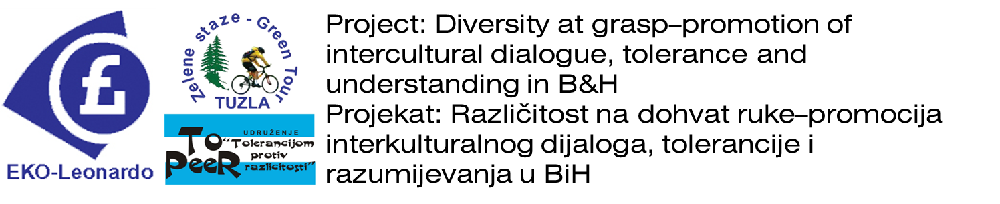 £
EKO-Leonardo
Zelene staze - Green Tour
TUZLA
UDRUŽENJE
TO PeeR
“Tolerancijom
protiv
razlicitosti”
Project: Diversity at grasp–promotion of
intercultural dialogue, tolerance and
understanding in B&H
Projekat: Različitost na dohvat ruke–promocija
interkulturalnog dijaloga, tolerancije i
razumijevanja u BiH